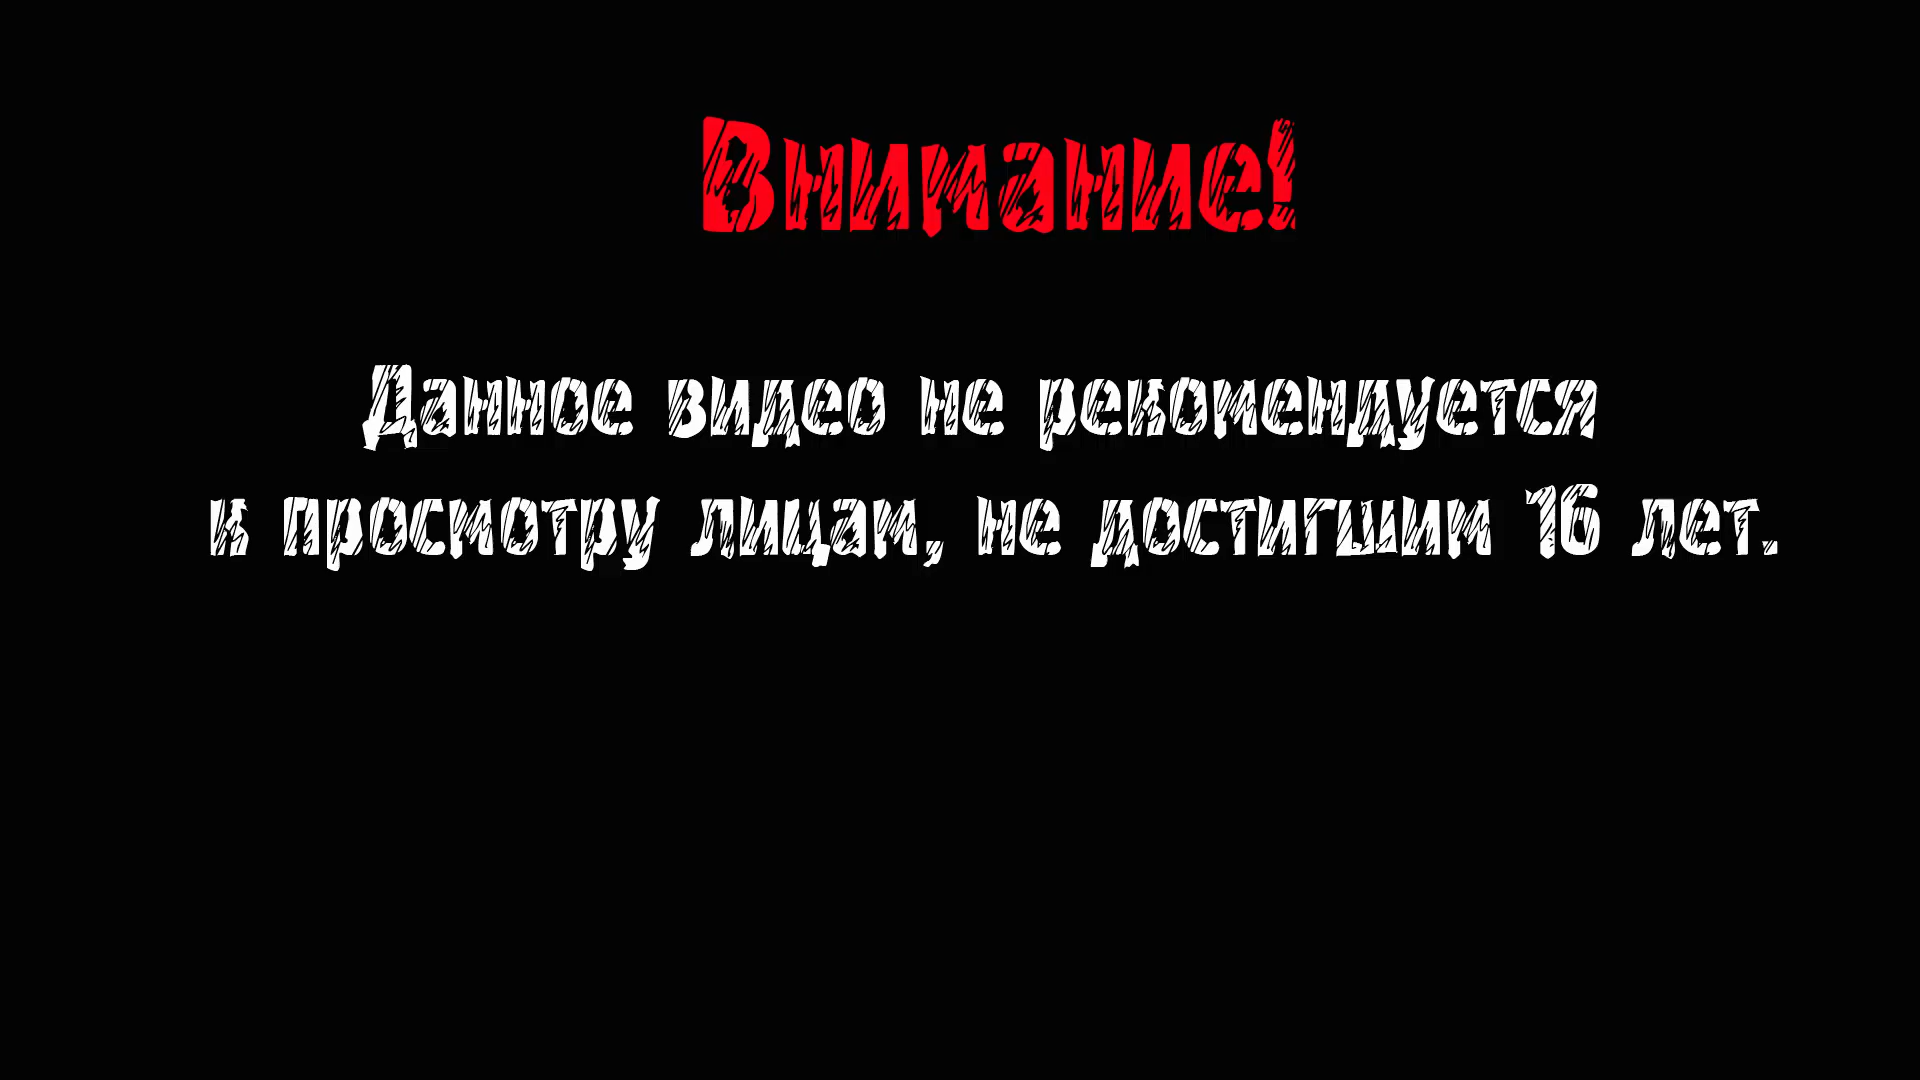 Внимание!
Данное видео не рекомендуется
к просмотру лицам, не достигшим 16 лет.